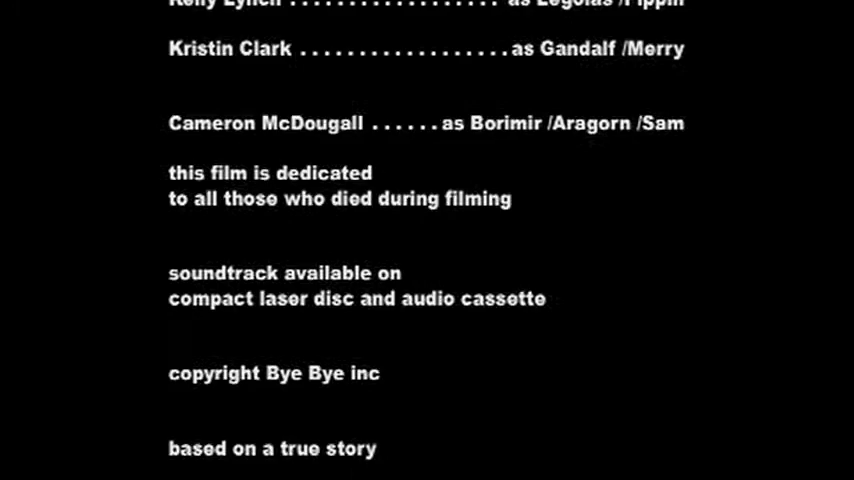 Kelly Lynch .................. as Legolas /Pippin
Kristin Clark ..................as Gandalf /Merry
Cameron McDougall ......as Borimir /Aragorn /Sam
this film is dedicated
to all those who died during filming
soundtrack available on
compact laser disc and audio cassette
copyright Bye Bye inc
based on a true story